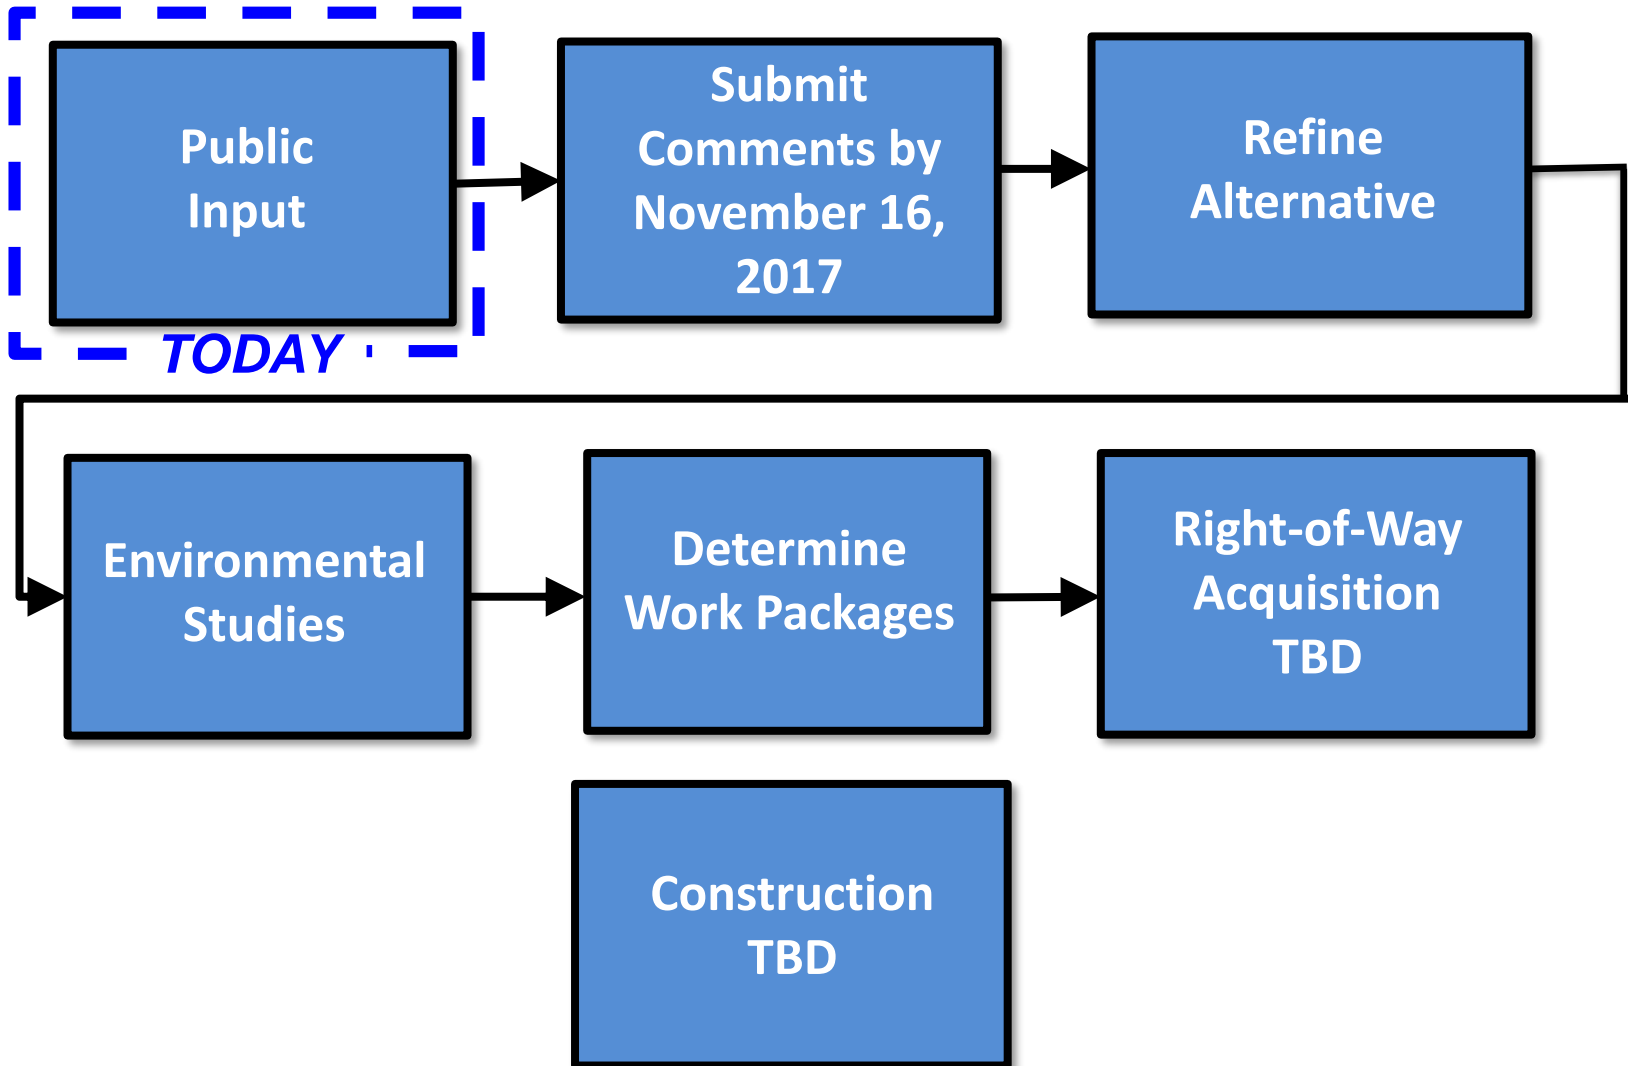 Public
Input
TODAY
Submit
Comments by
November 16,
2017
Refine
Alternative
Environmental
Studies
Determine
Work Packages
Right-of-Way
Acquisition
TBD
Construction
TBD